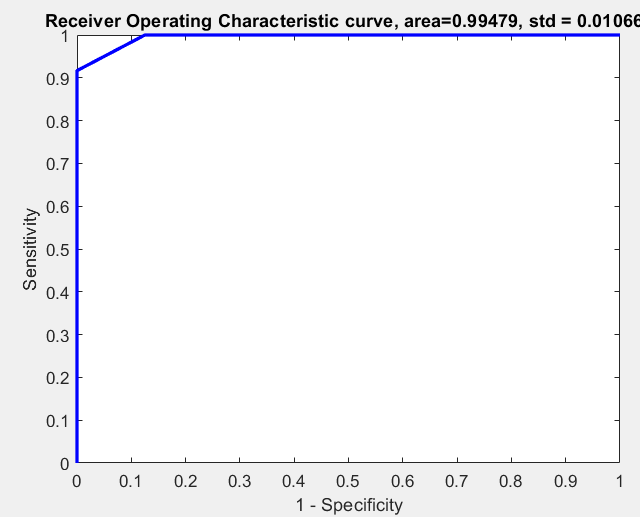 Receiver Operating Characteristic curve, area=0.99479, std = 0.01066
1
0.9
0.8
0.7
0.6
0.5
0.4
0.3
0.2
0.1
0
Sensitivity
0 0.1 0.2 0.3 0.4 0.5 0.6 0.7 0.8 0.9 1
1 - Specificity